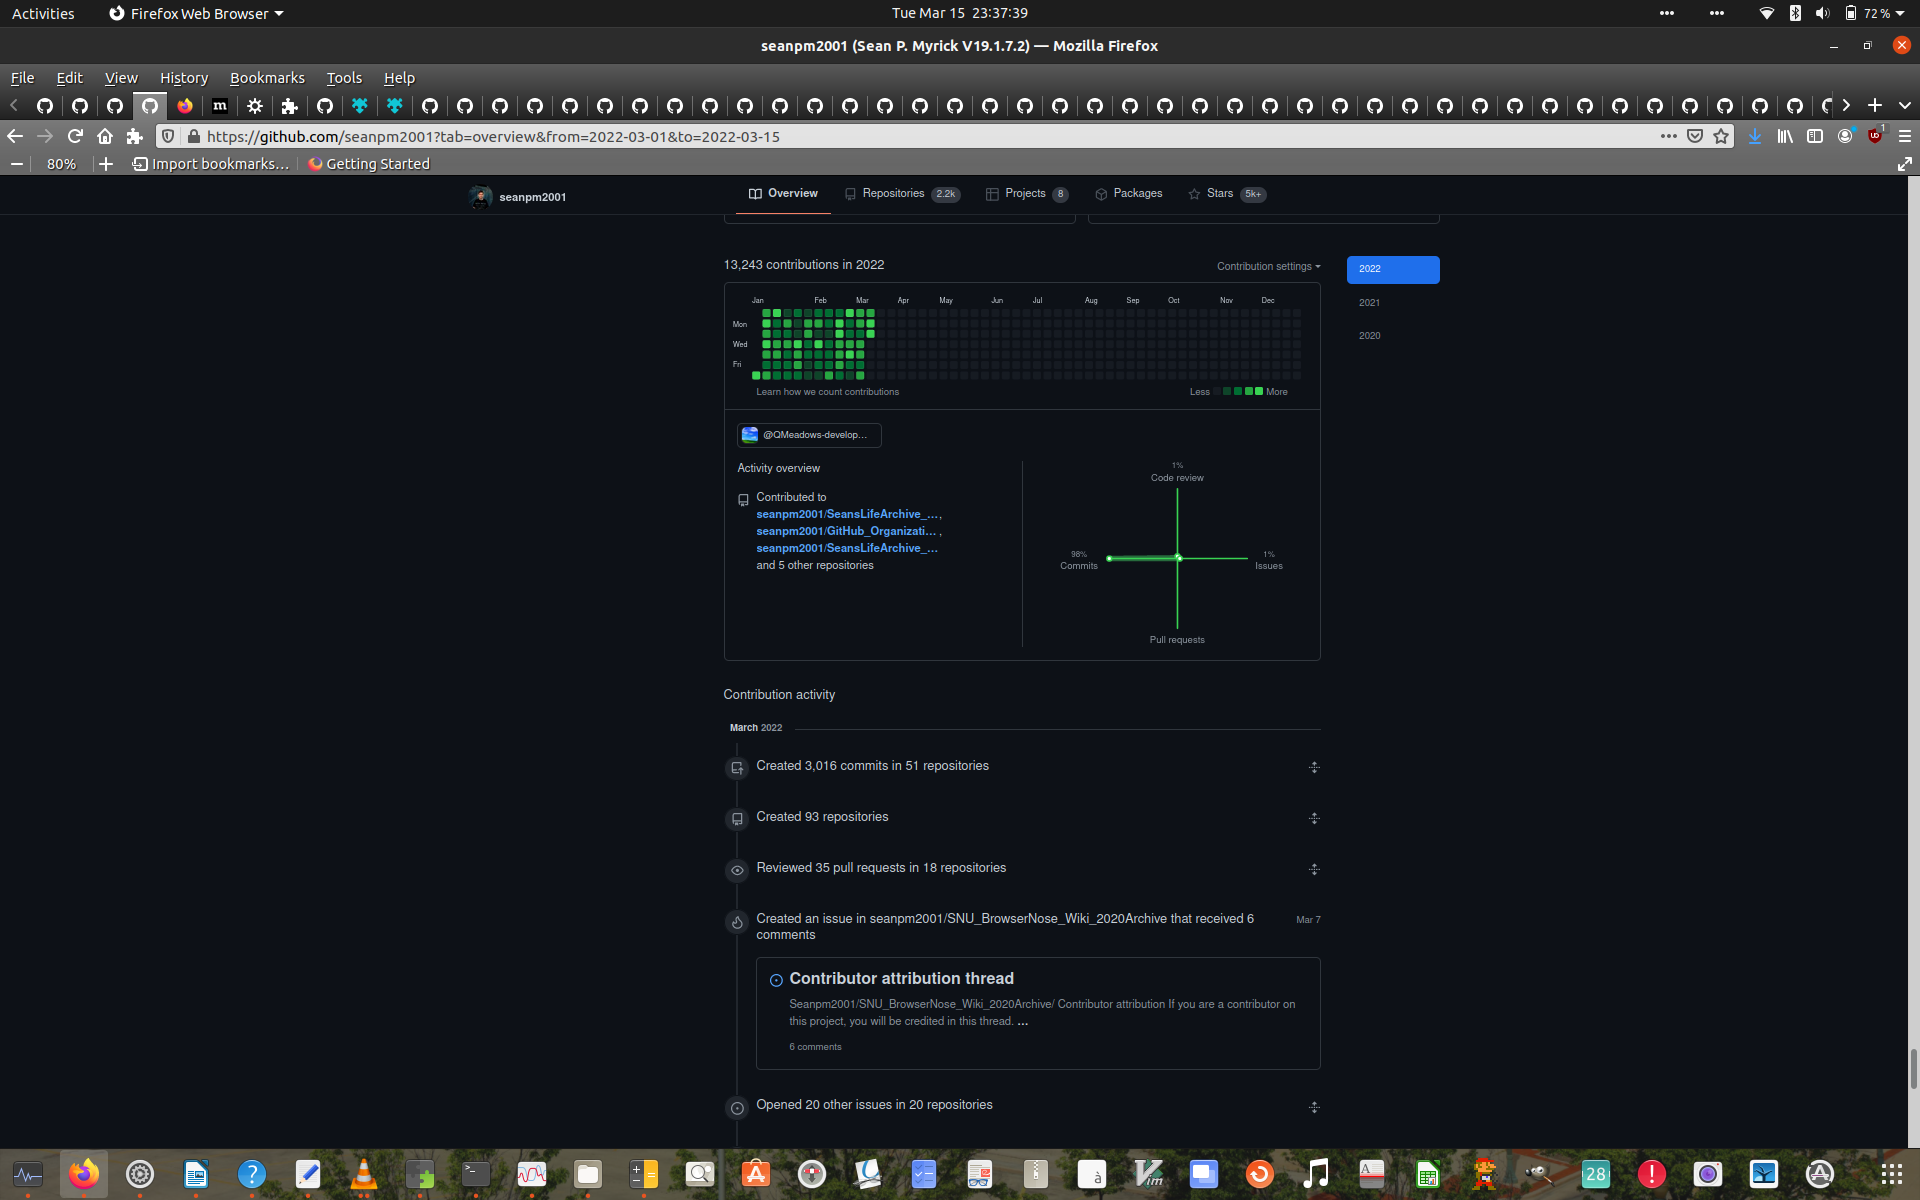 Activities
Firefox Web Browser
Tue Mar 15 23:37:39
72 %
seanpm2001 (Sean P. Myrick V19.1.7.2) — Mozilla Firefox
File Edit View History Bookmarks Tools Help
https://github.com/seanpm2001?tab=overview&from=2022-03-01&to=2022-03-15
1
80%
Import bookmarks...
Getting Started
seanpm2001
Overview
Repositories 2.2k
Projects 8
Packages
Stars 5k+
13,243 contributions in 2022
Contribution settings
2022
2021
2020
Jan Feb Mar Apr May Jun Jul Aug Sep Oct Nov Dec
Mon
Wed
Fri
Learn how we count contributions
Less More
@QMeadows-develop...
Activity overview
Contributed to
seanpm2001/SeansLifeArchive_... ,
seanpm2001/GitHub_Organizati... ,
seanpm2001/SeansLifeArchive_...
and 5 other repositories
1%
Code review
98%
Commits
1%
Issues
Pull requests
Contribution activity
March 2022
Created 3,016 commits in 51 repositories
Created 93 repositories
Reviewed 35 pull requests in 18 repositories
Created an issue in seanpm2001/SNU_BrowserNose_Wiki_2020Archive that received 6
comments
Mar 7
Contributor attribution thread
Seanpm2001/SNU_BrowserNose_Wiki_2020Archive/ Contributor attribution If you are a contributor on
this project, you will be credited in this thread. ...
6 comments
Opened 20 other issues in 20 repositories
28